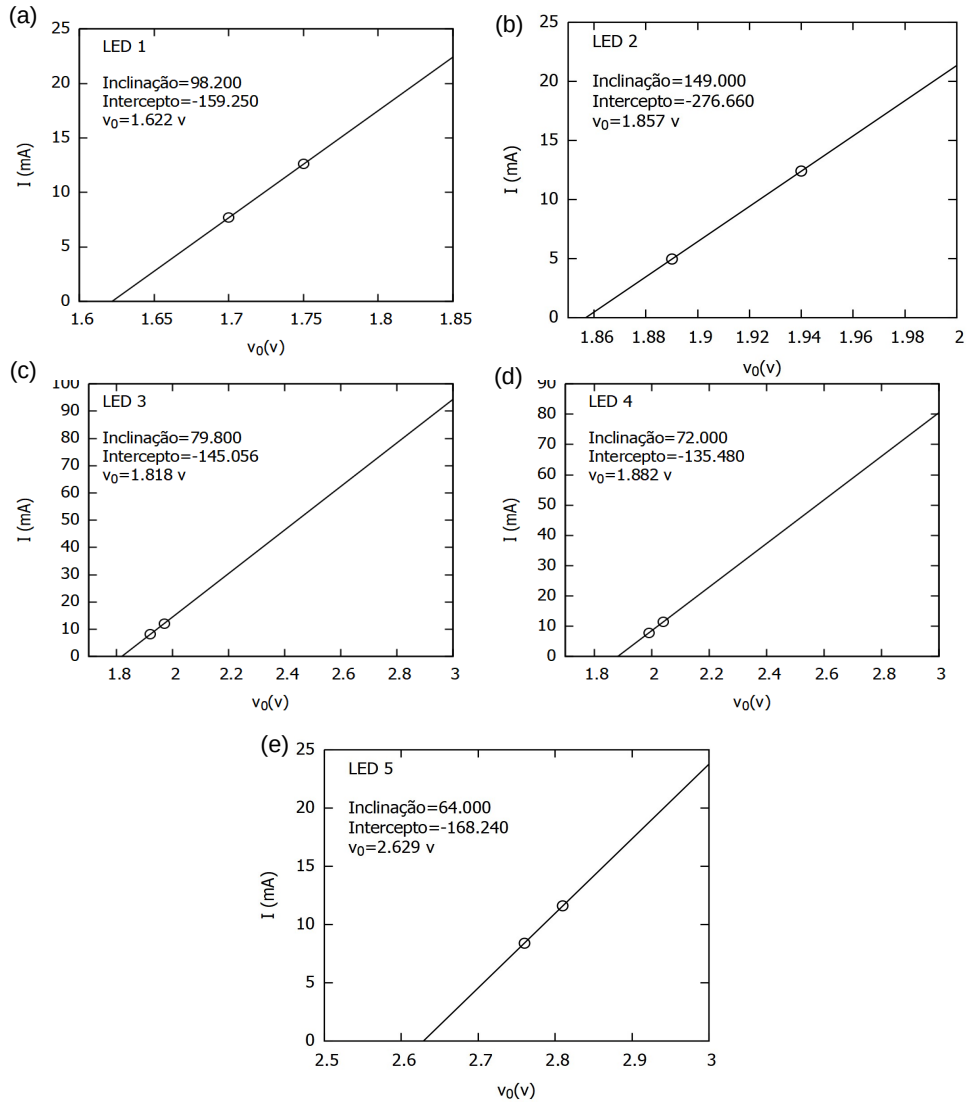 (a)
LED 1
Inclinação=98.200
Intercepto=-159.250
v0=1.622 v
I (mA)
25
20
15
10
5
0
1.6 1.65 1.7 1.75 1.8 1.85
v0(v)
(b)
LED 2
Inclinação=149.000
Intercepto=-276.660
v0=1.857 v
I (mA)
25
20
15
10
5
0
1.86 1.88 1.9 1.92 1.94 1.96 1.98 2
v0(v)
(c)
LED 3
Inclinação=79.800
Intercepto=-145.056
v0=1.818 v
I (mA)
100
90
80
70
60
50
40
30
20
10
0
1.8 2 2.2 2.4 2.6 2.8 3
v0(v)
(d)
LED 4
Inclinação=72.000
Intercepto=-135.480
v0=1.882 v
I (mA)
90
80
70
60
50
40
30
20
10
0
1.8 2 2.2 2.4 2.6 2.8 3
v0(v)
(e)
LED 5
Inclinação=64.000
Intercepto=-168.240
v0=2.629 v
I (mA)
25
20
15
10
5
0
2.5 2.6 2.7 2.8 2.9 3
v0(v)